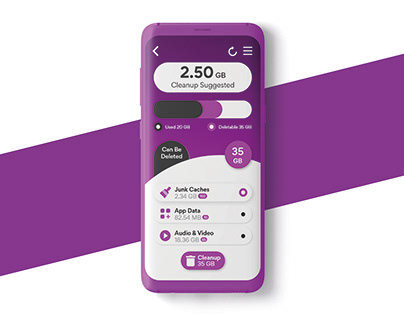 2.50 GB
Cleanup Suggested
Used 20 GB
Deletable 35 GB
Can Be
Deleted
35
GB
Junk Caches
2.34 GB
App Data
82.54 MB
Audio & Video
18.36 GB
Cleanup
35 GB